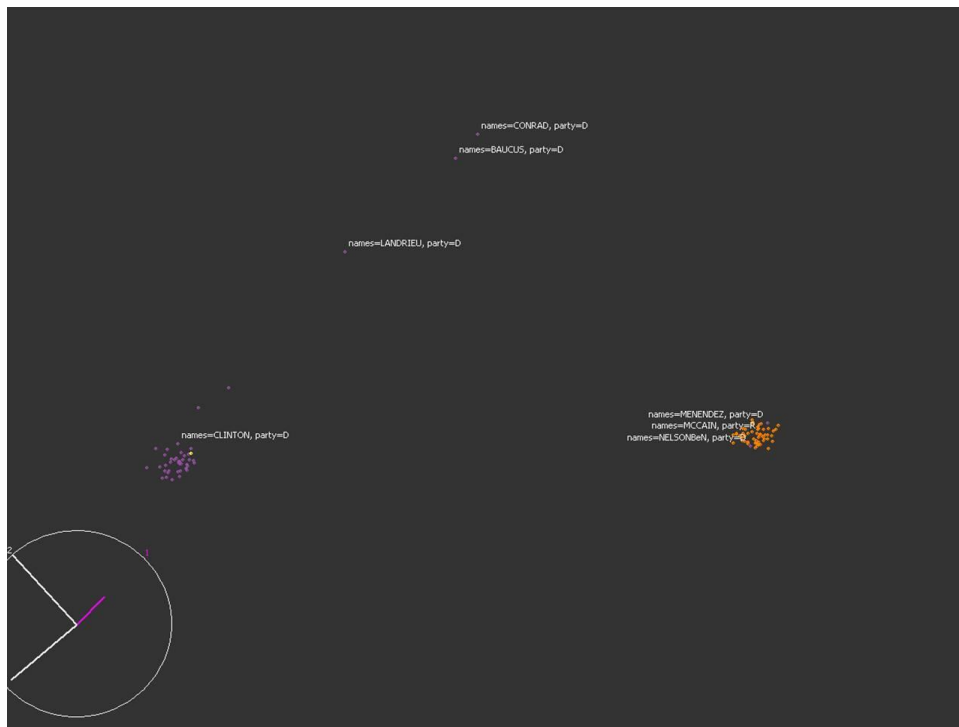 names=CONRAD, party=D
names=BAUCUS, party=D
names=LANDRIEU, party=D
names=MENENDEZ, party=D
names=MCCAIN, party=R
names=CLINTON, party=D
names=NELSONBeN, party=D
2
1